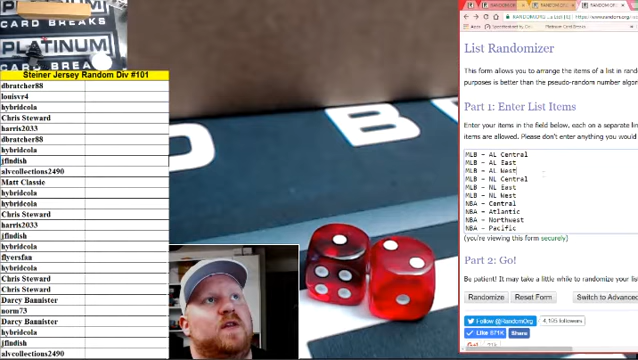 PLATINUM
CARD BREAKS
PLATINUM
CARD BREAKS
Steiner Jersey Random Div #101
dbratcher88
louisvr4
hybridcola
Chris Steward
harris2033
dbratcher88
hybridcola
jfindish
alvcollections2490
Matt Classic
hybridcola
hybridcola
Chris Steward
harris2033
jfindish
hybridcola
flyersfan
hybridcola
Chris Steward
Chris Steward
Darcy Bannister
norm73
Darcy Bannister
hybridcola
jfindish
alvcollections2490
D B
List Randomizer
This form allows you to arrange the items of a list in rand
purposes is better than the pseudo-random number algor
Part 1: Enter List Items
Enter your items in the field below, each on a separate lin
items are allowed. Please don't enter anything you would
MLB - AL Central
MLB - AL East
MLB - AL West
MLB - NL Central
MLB - NL East
MLB - NL West
NBA - Central
NBA - Atlantic
NBA - Northwest
NBA - Pacific
(you're viewing this form securely)
Part 2: Go!
Be patient! It may take a little while to randomize your list
Randomize Reset Form Switch to Advanced
Follow @RandomOrg 4,195 followers
Like 871K Share